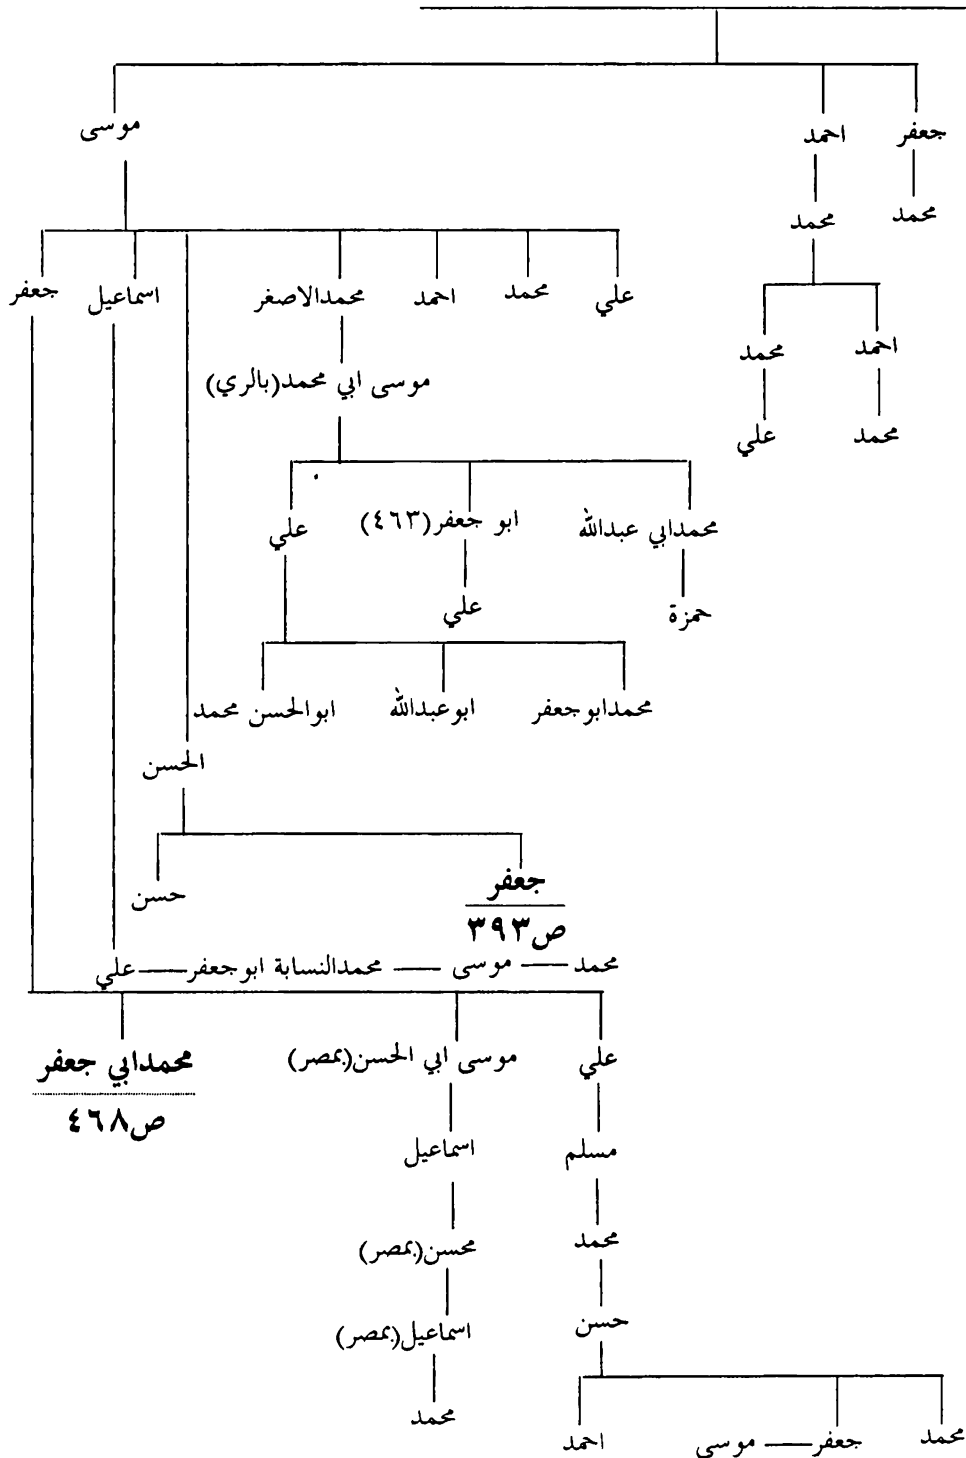 جعفر احمد موسى
محمد محمد
علي محمد احمد محمدالاصغر اسماعيل جعفر
احمد محمد
موسى ابي محمد(بالري)
محمد علي
محمدابي عبدالله ابو جعفر(٤٦٣) علي
حمزة علي
محمدابوجعفر ابوعبدالله ابوالحسن محمد
الحسن
جعفر حسن
ص٣٩٣
محمد — موسى — محمدالنسابة ابوجعفر — علي
علي موسى ابي الحسن(بمصر) محمدابي جعفر
ص٤٦٨
مسلم اسماعيل
محمد محسن(بمصر)
حسن اسماعيل(بمصر)
محمد
محمد جعفر — موسى احمد